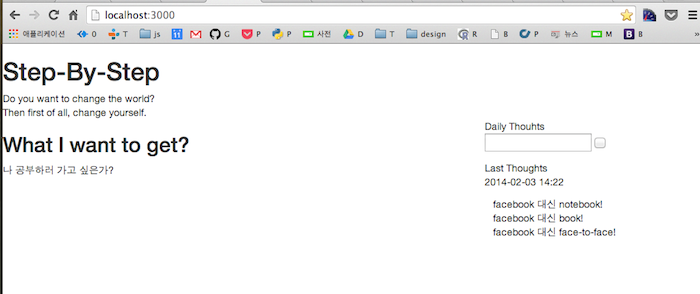 localhost:3000
애플리케이션 0 T js G P P 사전 D T design R B P 뉴스 M B
Step-By-Step
Do you want to change the world?
Then first of all, change yourself.
What I want to get?
나 공부하러 가고 싶은가?
Daily Thouhts
Last Thoughts
2014-02-03 14:22
facebook 대신 notebook!
facebook 대신 book!
facebook 대신 face-to-face!